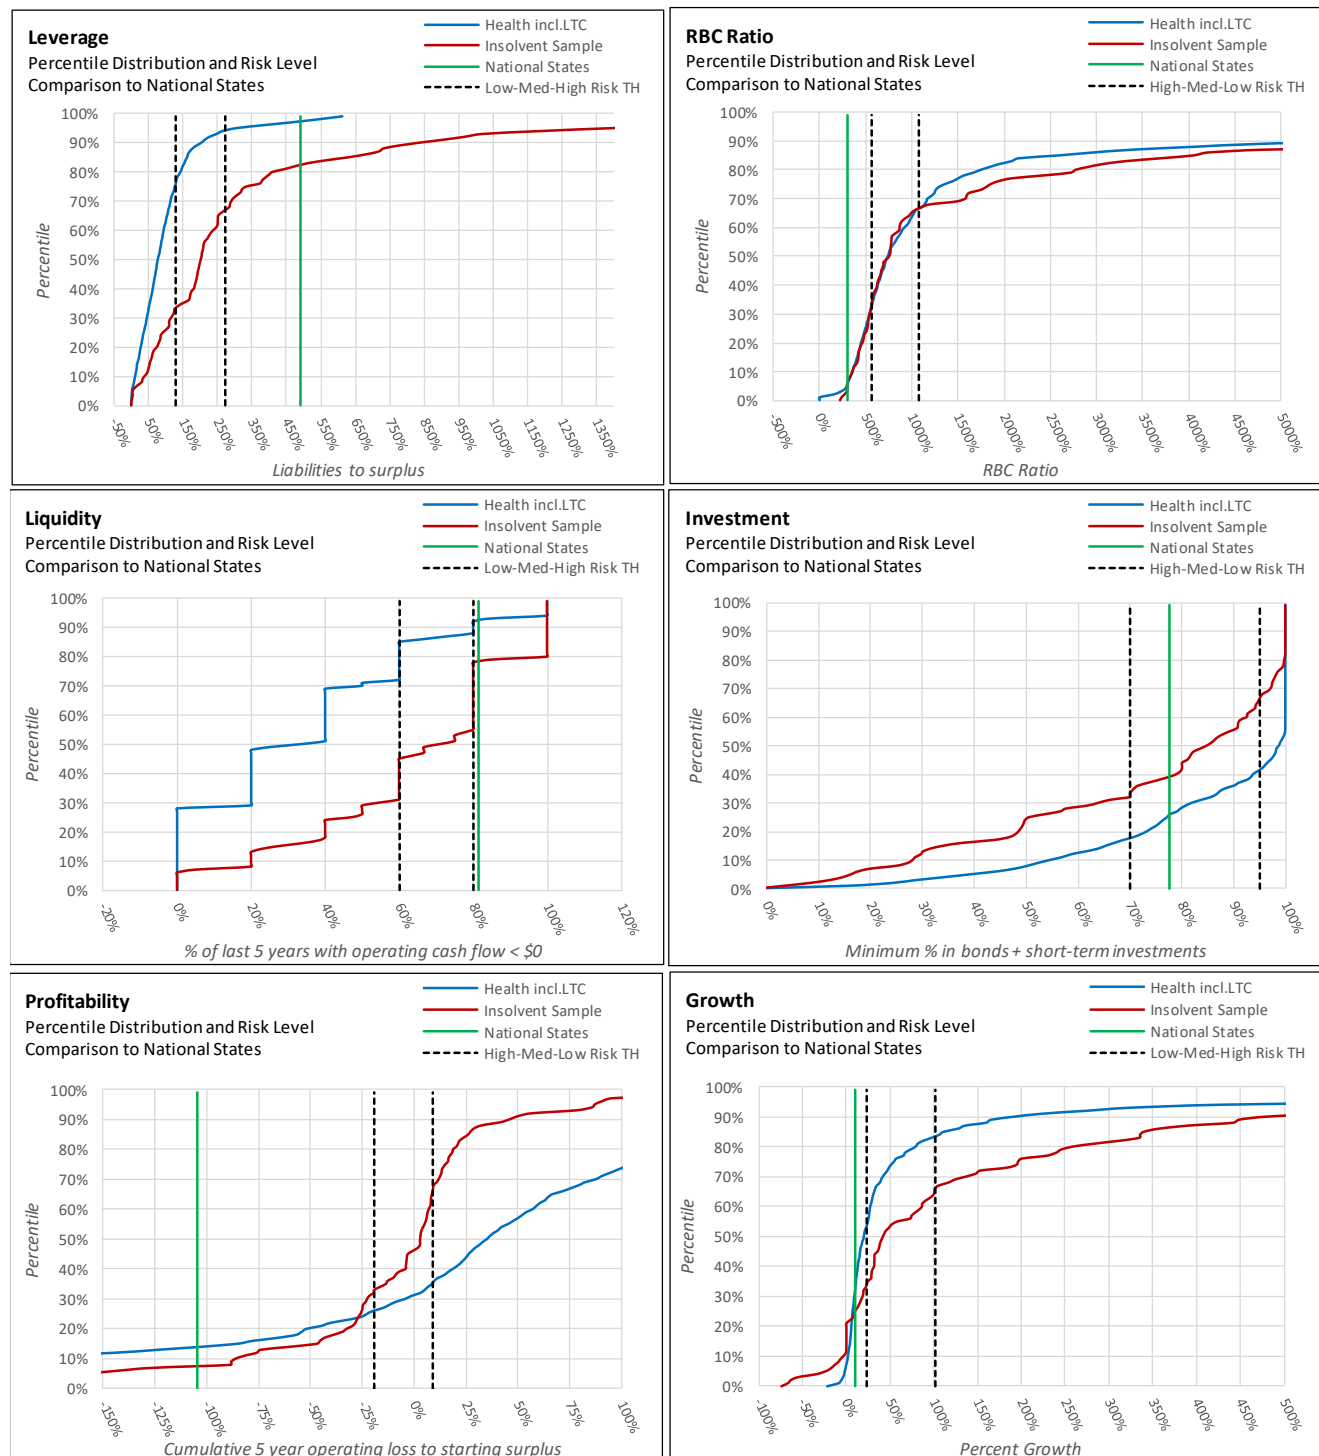 Leverage
Percentile Distribution and Risk Level
Comparison to National States
Health incl.LTC
Insolvent Sample
National States
Low-Med-High Risk TH
100%
90%
80%
70%
60%
50%
40%
30%
20%
10%
0%
Percentile
-50%
50%
150%
250%
350%
450%
550%
650%
750%
850%
950%
1050%
1150%
1250%
1350%
Liabilities to surplus
RBC Ratio
Percentile Distribution and Risk Level
Comparison to National States
Health incl.LTC
Insolvent Sample
National States
High-Med-Low Risk TH
100%
90%
80%
70%
60%
50%
40%
30%
20%
10%
0%
Percentile
-500%
0%
500%
1000%
1500%
2000%
2500%
3000%
3500%
4000%
4500%
5000%
RBC Ratio
Liquidity
Percentile Distribution and Risk Level
Comparison to National States
Health incl.LTC
Insolvent Sample
National States
Low-Med-High Risk TH
100%
90%
80%
70%
60%
50%
40%
30%
20%
10%
0%
Percentile
-20%
0%
20%
40%
60%
80%
100%
120%
% of last 5 years with operating cash flow < $0
Investment
Percentile Distribution and Risk Level
Comparison to National States
Health incl.LTC
Insolvent Sample
National States
High-Med-Low Risk TH
100%
90%
80%
70%
60%
50%
40%
30%
20%
10%
0%
Percentile
0%
10%
20%
30%
40%
50%
60%
70%
80%
90%
100%
Minimum % in bonds + short-term investments
Profitability
Percentile Distribution and Risk Level
Comparison to National States
Health incl.LTC
Insolvent Sample
National States
High-Med-Low Risk TH
100%
90%
80%
70%
60%
50%
40%
30%
20%
10%
0%
Percentile
-150%
-125%
-100%
-75%
-50%
-25%
0%
25%
50%
75%
100%
Cumulative 5 year operating loss to starting surplus
Growth
Percentile Distribution and Risk Level
Comparison to National States
Health incl.LTC
Insolvent Sample
National States
Low-Med-High Risk TH
100%
90%
80%
70%
60%
50%
40%
30%
20%
10%
0%
Percentile
-100%
-50%
0%
50%
100%
150%
200%
250%
300%
350%
400%
450%
500%
Percent Growth